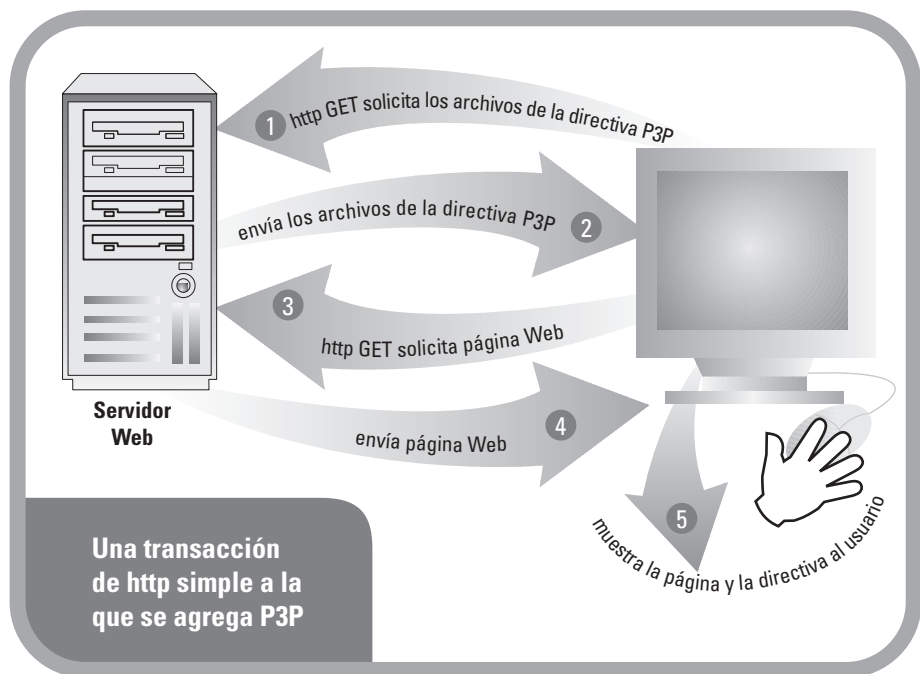 1 http GET solicita los archivos de la directiva P3P
envía los archivos de la directiva P3P 2
3
http GET solicita página Web
Servidor
Web
envía página Web 4
5
muestra la página y la directiva al usuario
Una transacción
de http simple a la
que se agrega P3P